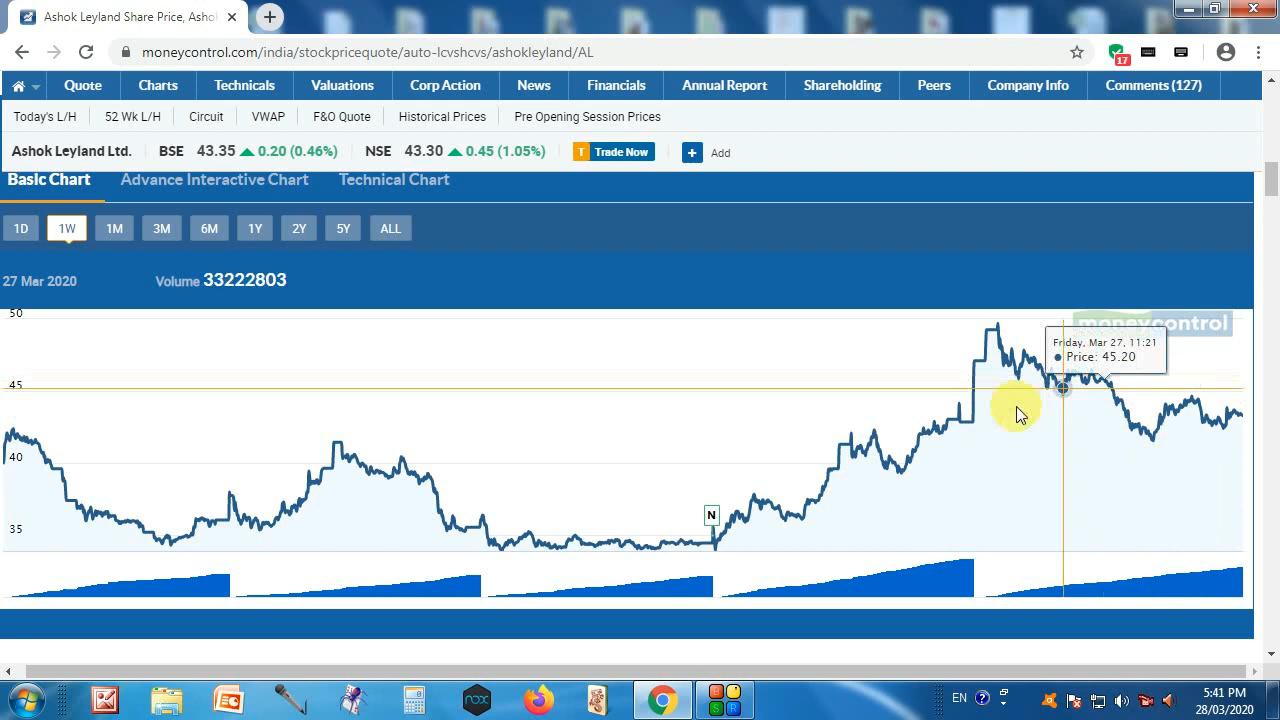 Ashok Leyland Share Price, Asho
moneycontrol.com/india/stockpricequote/auto-lcvshcvs/ashokleyland/AL
17
Quote Charts Technicals Valuations Corp Action News Financials Annual Report Shareholding Peers Company Info Comments (127)
Today's L/H 52 Wk L/H Circuit VWAP F&O Quote Historical Prices Pre Opening Session Prices
Ashok Leyland Ltd. BSE 43.35 0.20 (0.46%) NSE 43.30 0.45 (1.05%) T Trade Now + Add
Basic Chart Advance Interactive Chart Technical Chart
1D 1W 1M 3M 6M 1Y 2Y 5Y ALL
27 Mar 2020 Volume 33222803
50
moneycontrol
Friday, Mar 27, 11:21
Price: 45.20
45
40
N
35
EN
5:41 PM
28/03/2020